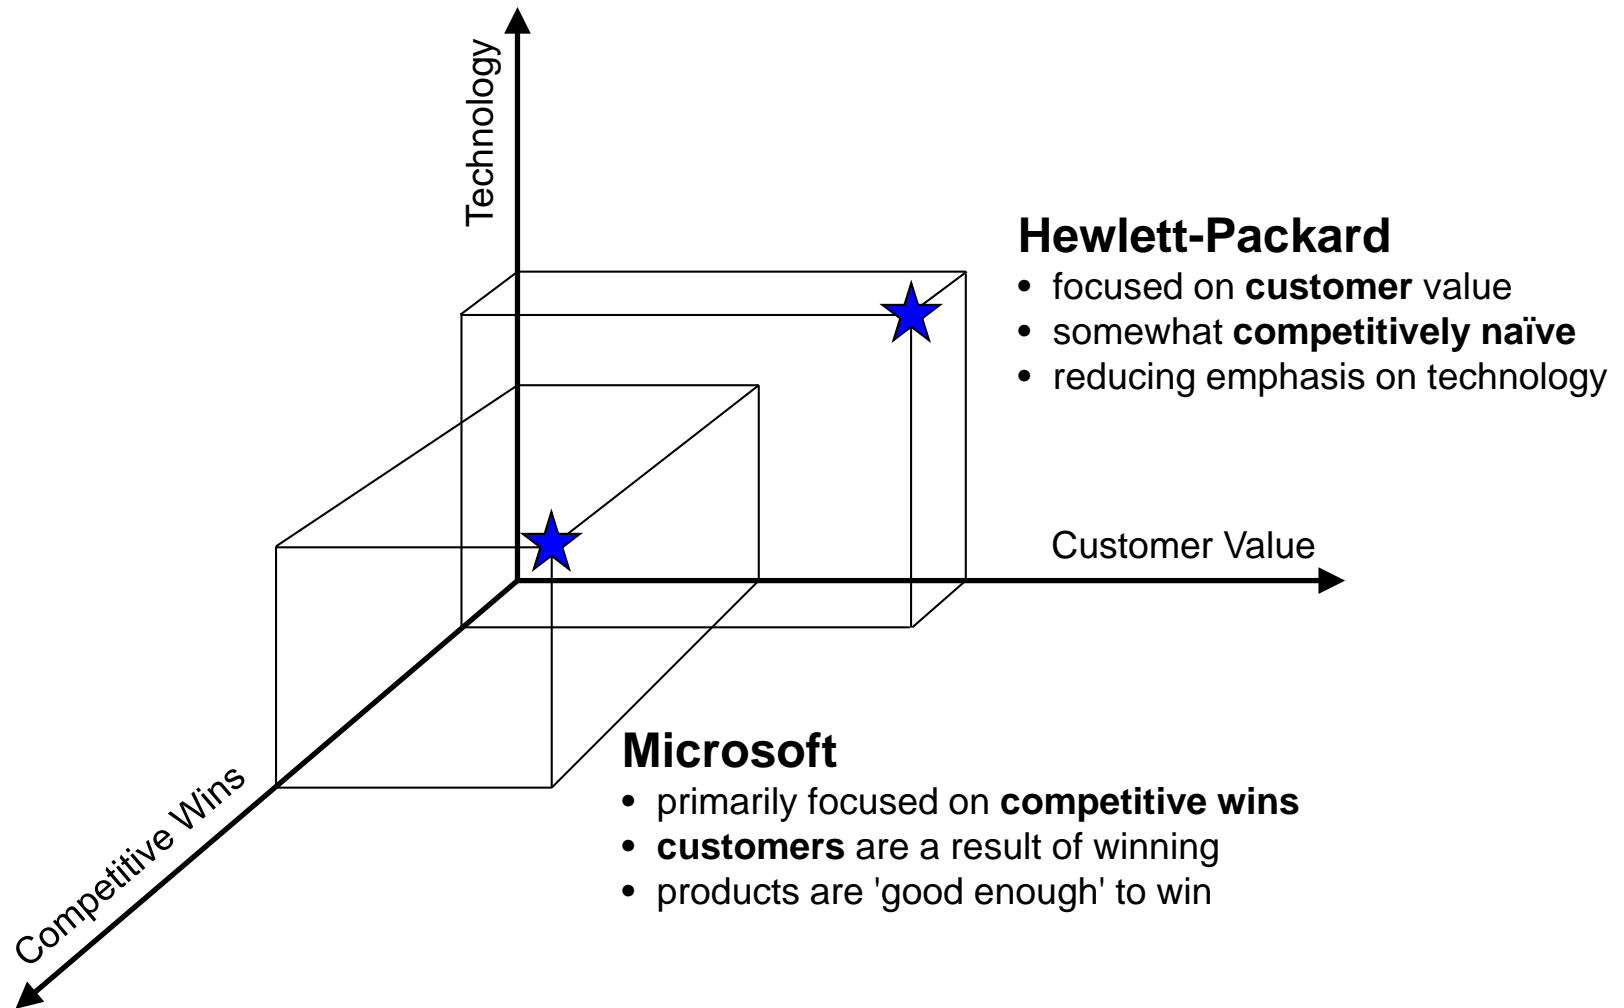 Technology
Hewlett-Packard
• focused on customer value
• somewhat competitively naïve
• reducing emphasis on technology
Customer Value
Microsoft
• primarily focused on competitive wins
• customers are a result of winning
• products are 'good enough' to win
Competitive Wins